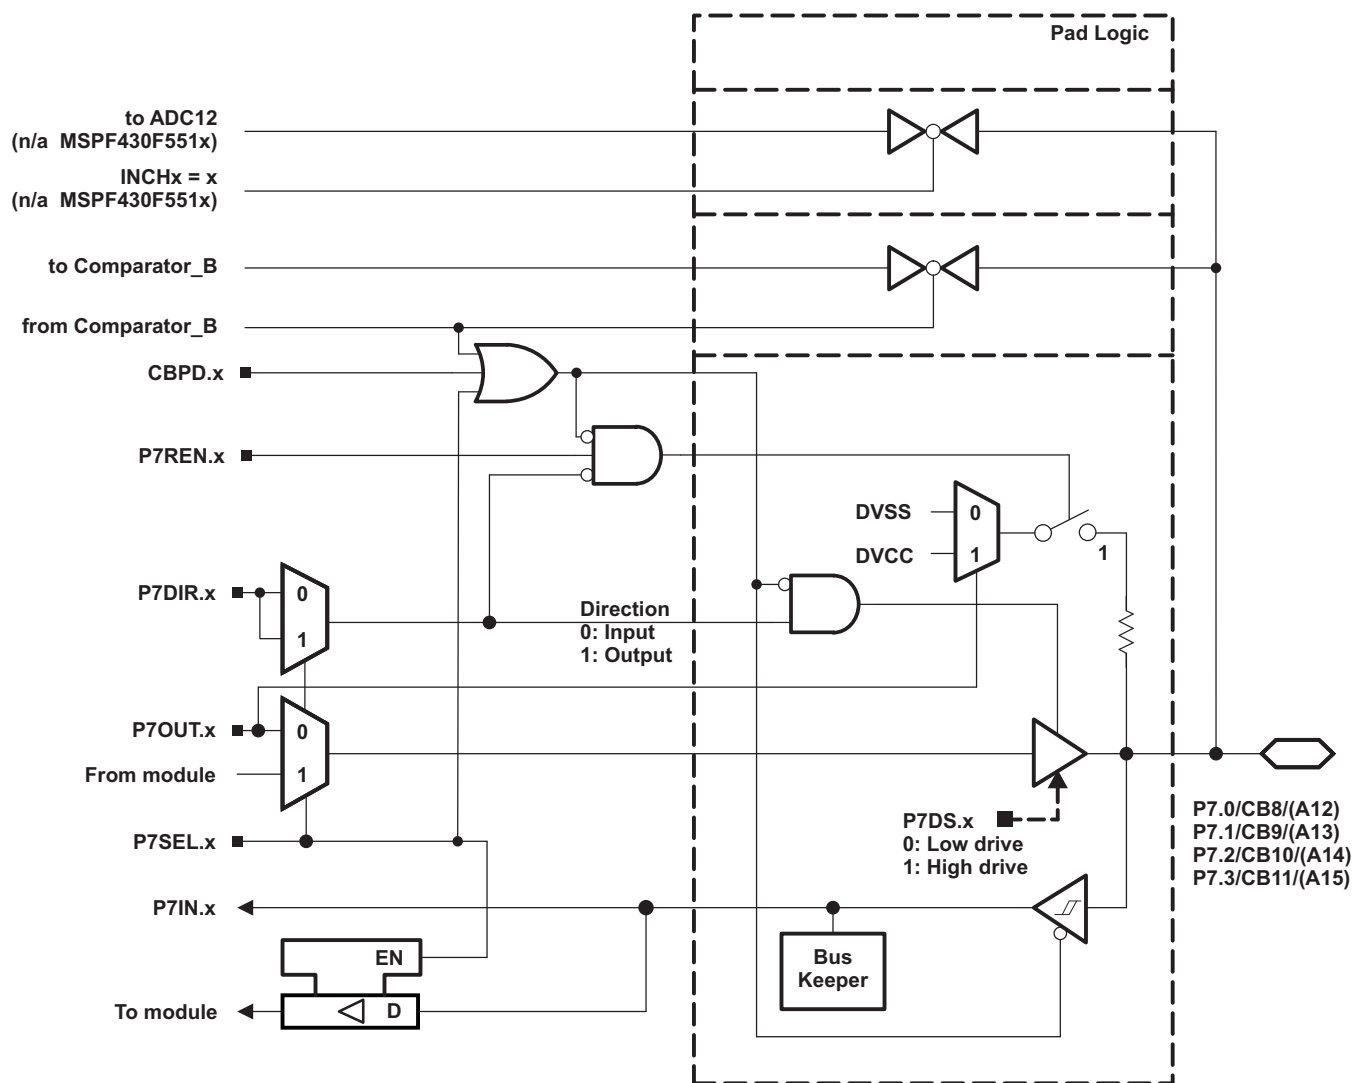 Pad Logic
to ADC12
(n/a MSPF430F551x)
INCHx = x
(n/a MSPF430F551x)
to Comparator_B
from Comparator_B
CBPD.x
P7REN.x
DVSS
0
DVCC
1
1
P7DIR.x
0
1
Direction
0: Input
1: Output
P7OUT.x
0
From module
1
P7SEL.x
P7DS.x
0: Low drive
1: High drive
P7.0/CB8/(A12)
P7.1/CB9/(A13)
P7.2/CB10/(A14)
P7.3/CB11/(A15)
P7IN.x
EN
Bus
Keeper
To module
D